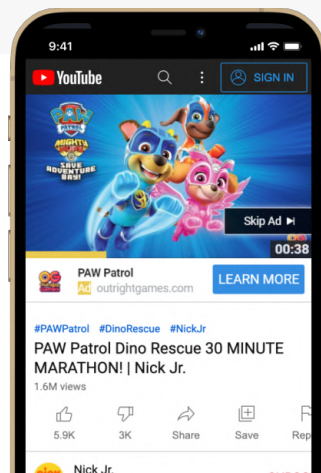 9:41
YouTube
SIGN IN
PAW
PATROL
MIGHTY
PUPS
SAVE
ADVENTURE
BAY!
Skip Ad
00:38
PAW Patrol
Ad outrightgames.com
LEARN MORE
#PAWPatrol #DinoRescue #NickJr
PAW Patrol Dino Rescue 30 MINUTE
MARATHON! | Nick Jr.
1.6M views
5.9K 3K Share Save Rep
Nick Jr.